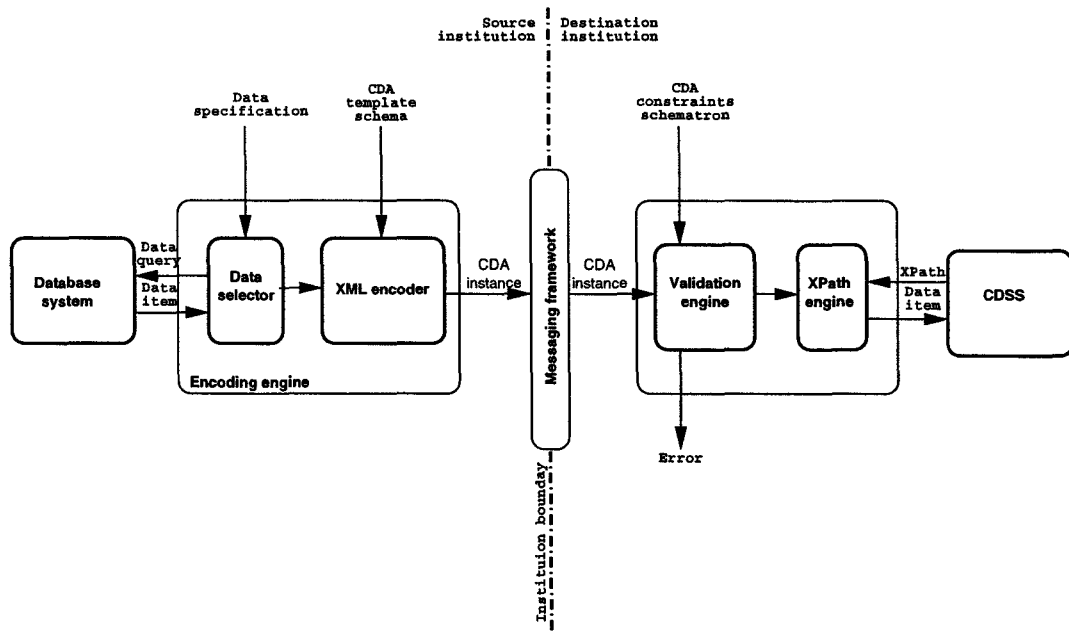 Source
institution
Destination
institution
Data
specification
CDA
template
schema
CDA
constraints
schematron
Database
system
Data
query
Data
item
Data
selector
XML encoder
Encoding engine
CDA
instance
Messaging framework
CDA
instance
Validation
engine
XPath
engine
XPath
Data
item
CDSS
Error
Instituion bounday